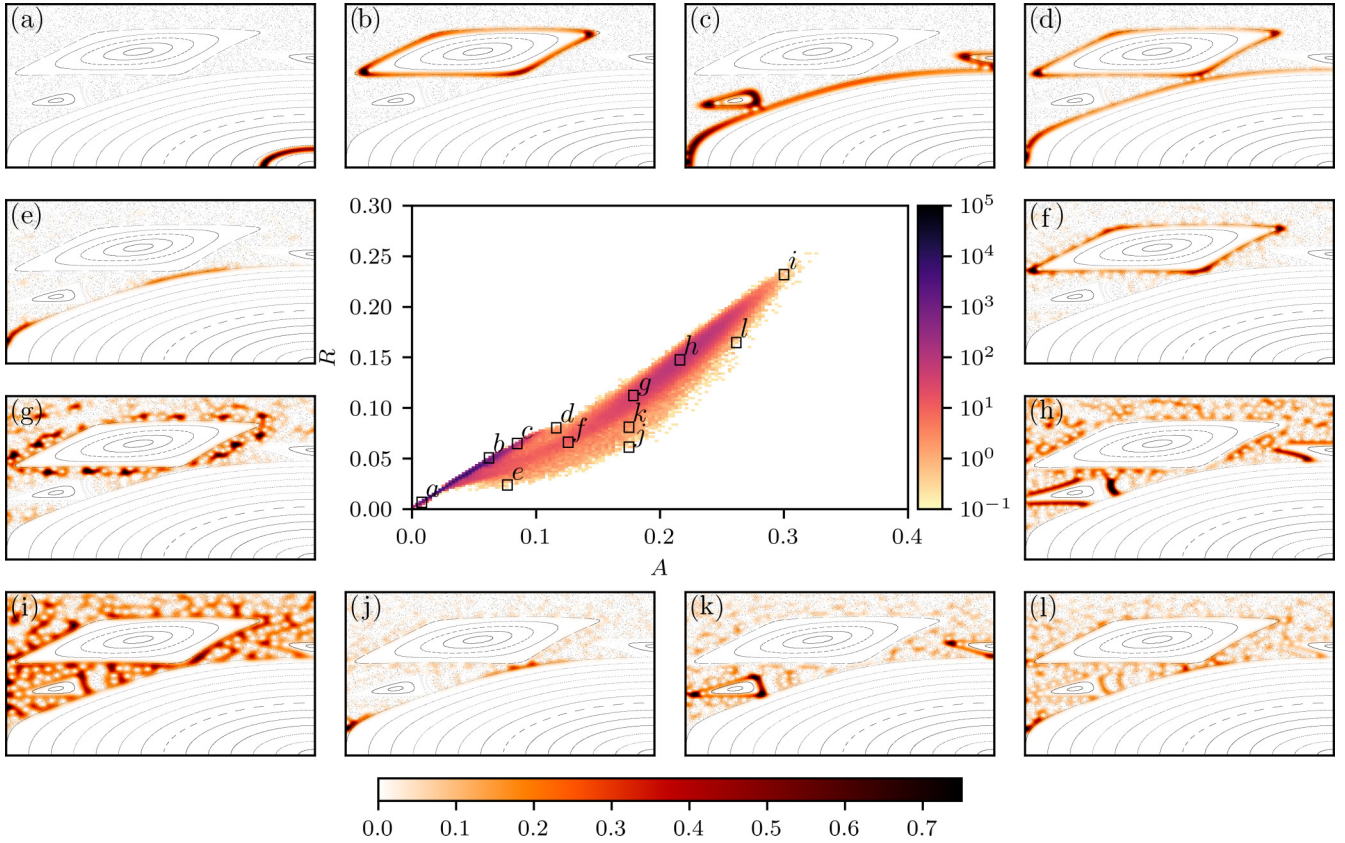 (a)
(b)
(c)
(d)
(e)
(f)
0.30
0.25
0.20
0.15
0.10
0.05
0.00
R
0.0 0.1 0.2 0.3 0.4
A
a
b
c
d
e
f
g
h
i
j
k
l
10^5
10^4
10^3
10^2
10^1
10^0
10^−1
(g)
(h)
(i)
(j)
(k)
(l)
0.0 0.1 0.2 0.3 0.4 0.5 0.6 0.7